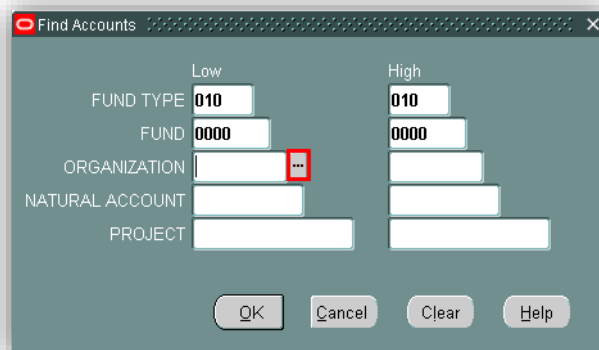 Find Accounts
Low High
FUND TYPE 010 010
FUND 0000 0000
ORGANIZATION ...
NATURAL ACCOUNT
PROJECT
OK Cancel Clear Help